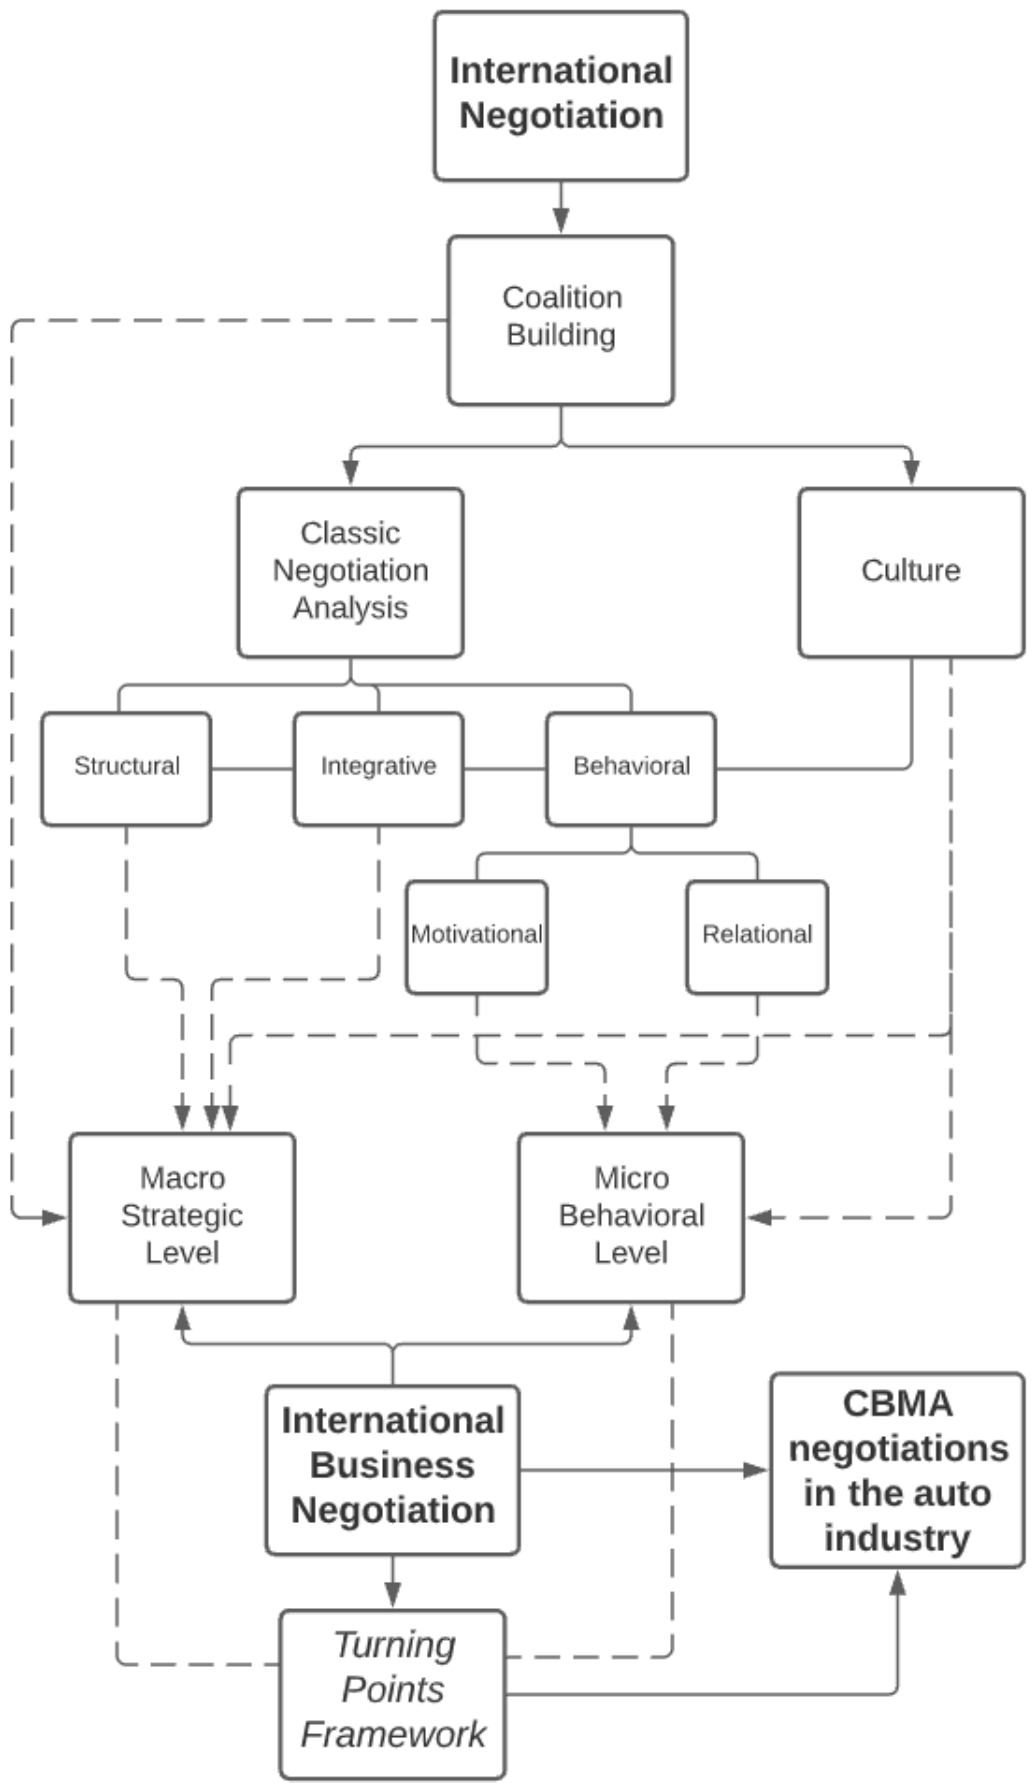 International
Negotiation
Coalition
Building
Classic
Negotiation
Analysis
Culture
Structural
Integrative
Behavioral
Motivational
Relational
Macro
Strategic
Level
Micro
Behavioral
Level
International
Business
Negotiation
CBMA
negotiations
in the auto
industry
Turning
Points
Framework